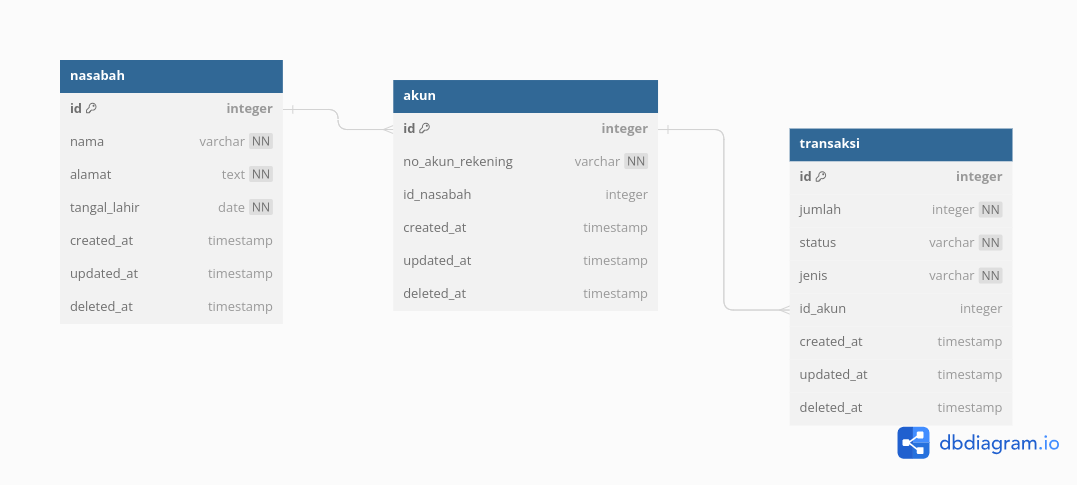 nasabah
id integer
nama varchar NN
alamat text NN
tangal_lahir date NN
created_at timestamp
updated_at timestamp
deleted_at timestamp
akun
id integer
no_akun_rekening varchar NN
id_nasabah integer
created_at timestamp
updated_at timestamp
deleted_at timestamp
transaksi
id integer
jumlah integer NN
status varchar NN
jenis varchar NN
id_akun integer
created_at timestamp
updated_at timestamp
deleted_at timestamp
dbdiagram.io